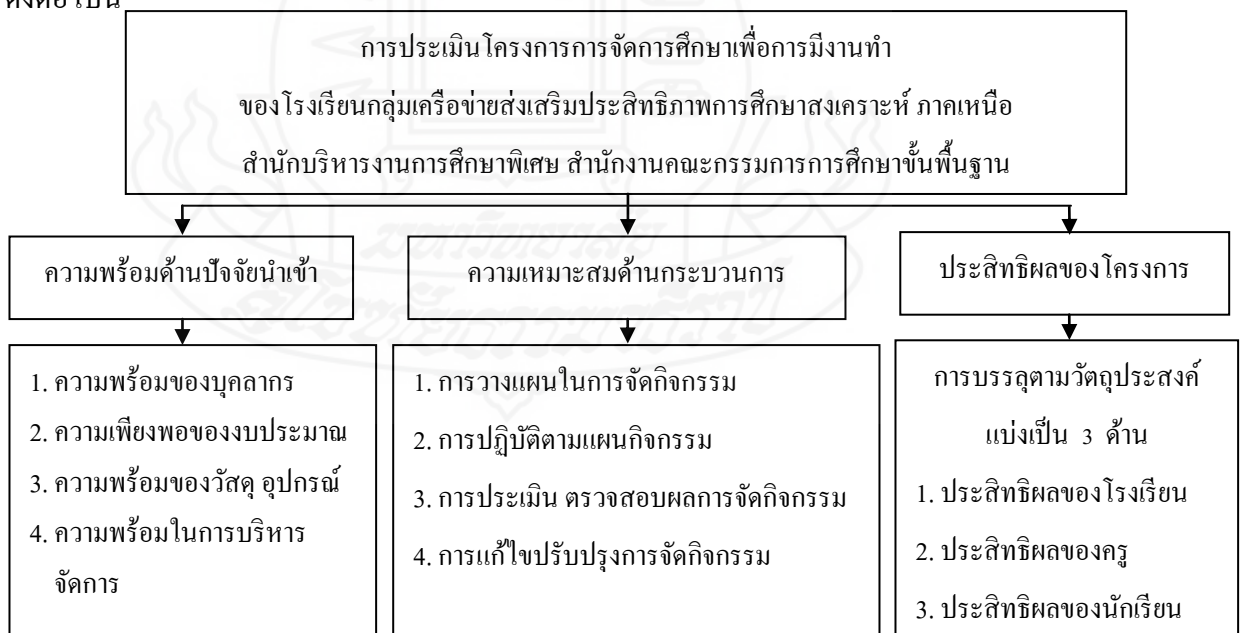 การประเมินโครงการการจัดการศึกษาเพื่อการมีงานทำ
ของโรงเรียนกลุ่มเครือข่ายส่งเสริมประสิทธิภาพการศึกษาสงเคราะห์ ภาคเหนือ
สำนักบริหารงานการศึกษาพิเศษ สำนักงานคณะกรรมการการศึกษาขั้นพื้นฐาน
ความพร้อมด้านปัจจัยนำเข้า
ความเหมาะสมด้านกระบวนการ
ประสิทธิผลของโครงการ
1. ความพร้อมของบุคลากร
2. ความเพียงพอของงบประมาณ
3. ความพร้อมของวัสดุ อุปกรณ์
4. ความพร้อมในการบริหาร
จัดการ
1. การวางแผนในการจัดกิจกรรม
2. การปฏิบัติตามแผนกิจกรรม
3. การประเมิน ตรวจสอบผลการจัดกิจกรรม
4. การแก้ไขปรับปรุงการจัดกิจกรรม
การบรรลุตามวัตถุประสงค์
แบ่งเป็น 3 ด้าน
1. ประสิทธิผลของโรงเรียน
2. ประสิทธิผลของครู
3. ประสิทธิผลของนักเรียน